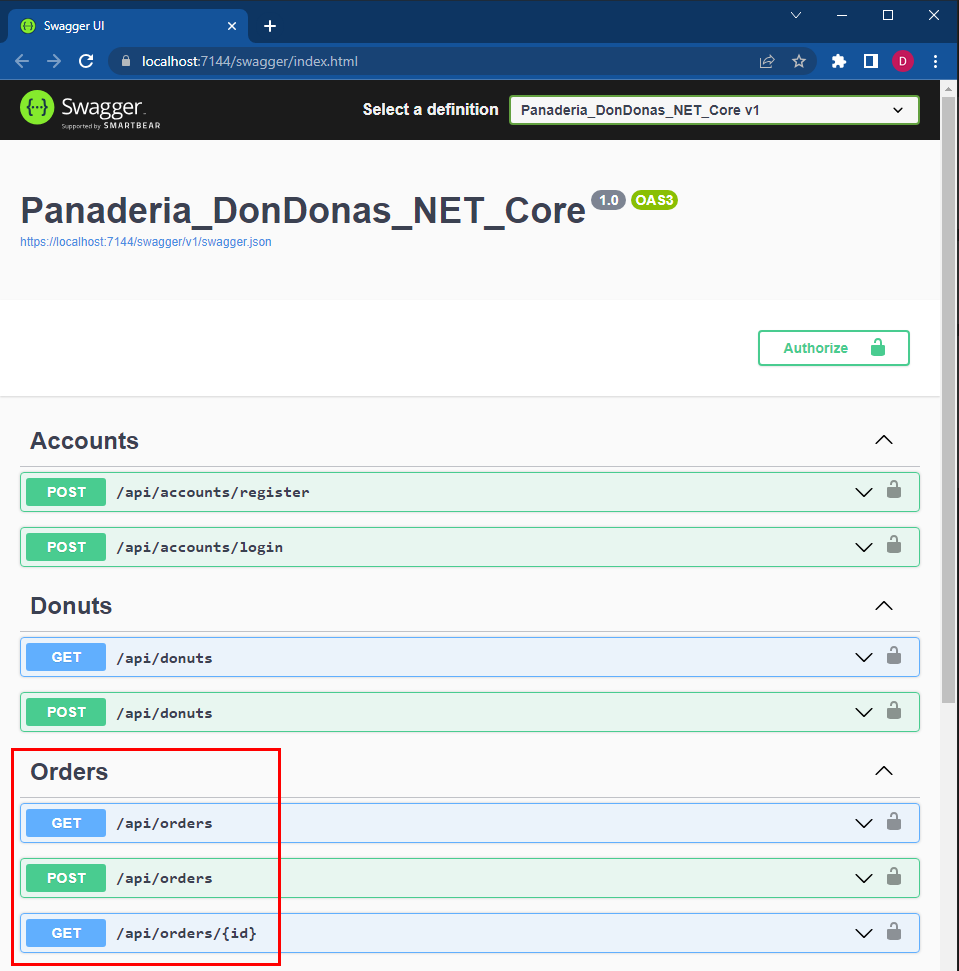 Swagger UI
localhost:7144/swagger/index.html
D
Swagger
Supported by SMARTBEAR
Select a definition
Panaderia_DonDonas_NET_Core v1
Panaderia_DonDonas_NET_Core 1.0 OAS3
https://localhost:7144/swagger/v1/swagger.json
Authorize
Accounts
POST /api/accounts/register
POST /api/accounts/login
Donuts
GET /api/donuts
POST /api/donuts
Orders
GET /api/orders
POST /api/orders
GET /api/orders/{id}